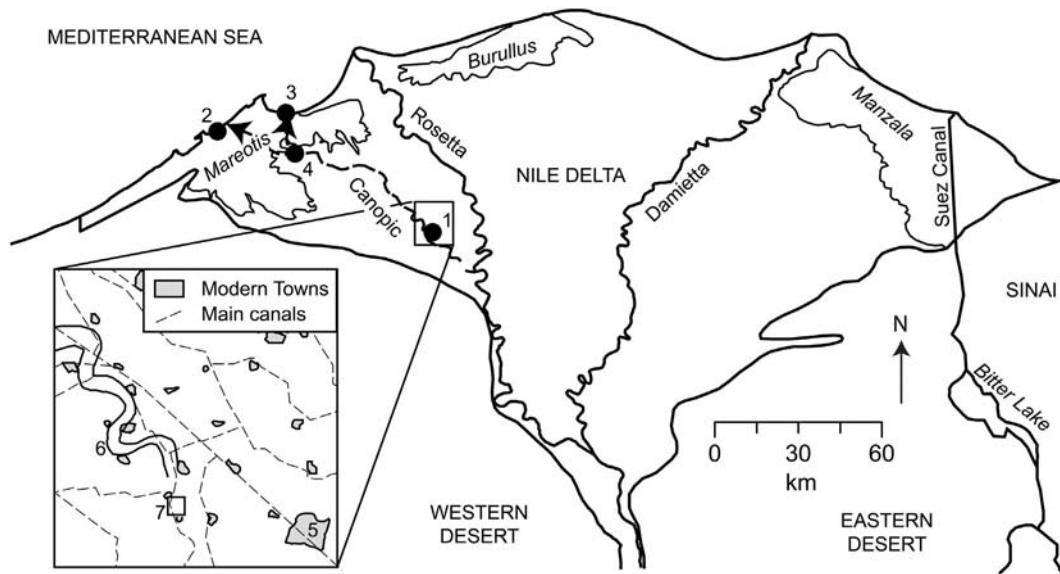 MEDITERRANEAN SEA
Burullus
3
2
Mareotis
4
Rosetta
Manzala
Suez Canal
NILE DELTA
Damietta
Canopic
1
SINAI
Modern Towns
Main canals
N
Bitter Lake
0 30 60
km
6
7
5
WESTERN
DESERT
EASTERN
DESERT